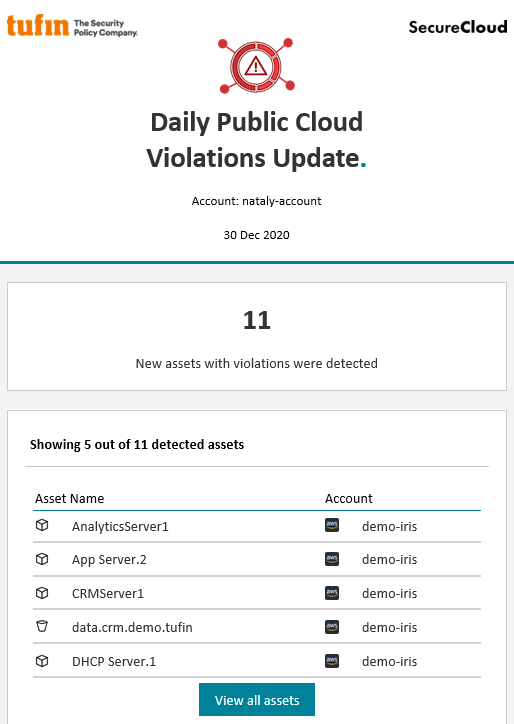 tufin The Security
Policy Company.
SecureCloud
Daily Public Cloud
Violations Update.
Account: nataly-account
30 Dec 2020
11
New assets with violations were detected
Showing 5 out of 11 detected assets
Asset Name Account
AnalyticsServer1 aws demo-iris
App Server.2 aws demo-iris
CRMServer1 aws demo-iris
data.crm.demo.tufin aws demo-iris
DHCP Server.1 aws demo-iris
View all assets